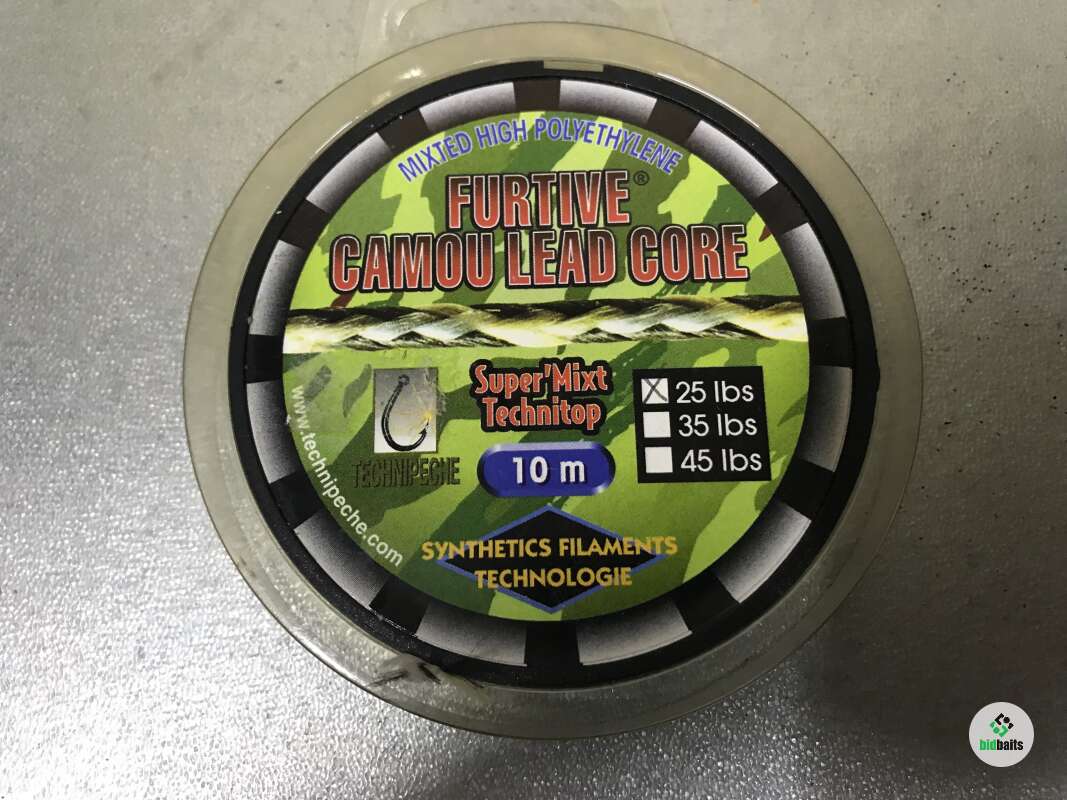 MIXTED HIGH POLYETHYLENE
FURTIVE®
CAMOU LEAD CORE
Super'Mixt
Technitop
25 lbs
35 lbs
45 lbs
TECHNIPECHE
10 m
www.technipeche.com
SYNTHETICS FILAMENTS
TECHNOLOGIE
bidbaits